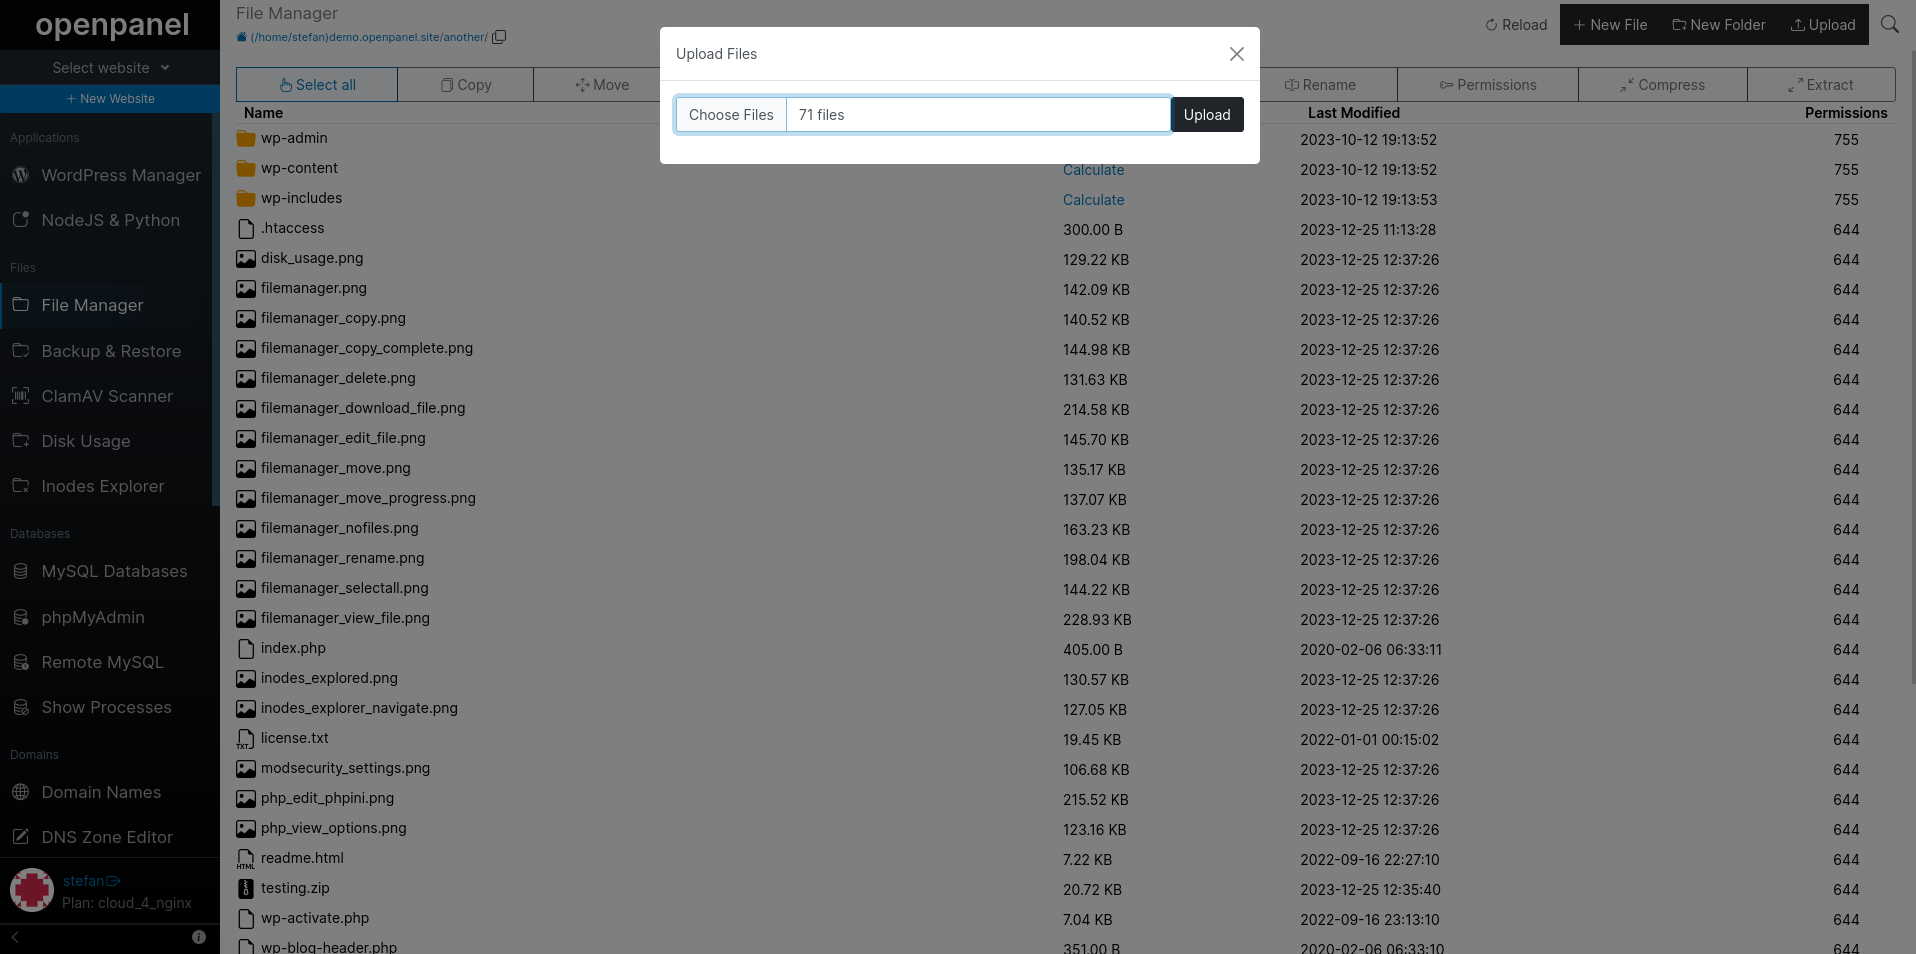 openpanel
Select website
+ New Website
Applications
WordPress Manager
NodeJS & Python
Files
File Manager
Backup & Restore
ClamAV Scanner
Disk Usage
Inodes Explorer
Databases
MySQL Databases
phpMyAdmin
Remote MySQL
Show Processes
Domains
Domain Names
DNS Zone Editor
stefan
Plan: cloud_4_nginx
File Manager
(/home/stefan)demo.openpanel.site/another/
Reload
+ New File
New Folder
Upload
Upload Files
Choose Files 71 files Upload
Select all Copy Move Rename Permissions Compress Extract
Name Last Modified Permissions
wp-admin 2023-10-12 19:13:52 755
wp-content Calculate 2023-10-12 19:13:52 755
wp-includes Calculate 2023-10-12 19:13:53 755
.htaccess 300.00 B 2023-12-25 11:13:28 644
disk_usage.png 129.22 KB 2023-12-25 12:37:26 644
filemanager.png 142.09 KB 2023-12-25 12:37:26 644
filemanager_copy.png 140.52 KB 2023-12-25 12:37:26 644
filemanager_copy_complete.png 144.98 KB 2023-12-25 12:37:26 644
filemanager_delete.png 131.63 KB 2023-12-25 12:37:26 644
filemanager_download_file.png 214.58 KB 2023-12-25 12:37:26 644
filemanager_edit_file.png 145.70 KB 2023-12-25 12:37:26 644
filemanager_move.png 135.17 KB 2023-12-25 12:37:26 644
filemanager_move_progress.png 137.07 KB 2023-12-25 12:37:26 644
filemanager_nofiles.png 163.23 KB 2023-12-25 12:37:26 644
filemanager_rename.png 198.04 KB 2023-12-25 12:37:26 644
filemanager_selectall.png 144.22 KB 2023-12-25 12:37:26 644
filemanager_view_file.png 228.93 KB 2023-12-25 12:37:26 644
index.php 405.00 B 2020-02-06 06:33:11 644
inodes_explored.png 130.57 KB 2023-12-25 12:37:26 644
inodes_explorer_navigate.png 127.05 KB 2023-12-25 12:37:26 644
license.txt 19.45 KB 2022-01-01 00:15:02 644
modsecurity_settings.png 106.68 KB 2023-12-25 12:37:26 644
php_edit_phpini.png 215.52 KB 2023-12-25 12:37:26 644
php_view_options.png 123.16 KB 2023-12-25 12:37:26 644
readme.html 7.22 KB 2022-09-16 22:27:10 644
testing.zip 20.72 KB 2023-12-25 12:35:40 644
wp-activate.php 7.04 KB 2022-09-16 23:13:10 644
wp-blog-header.php 351.00 B 2020-02-06 06:33:10 644